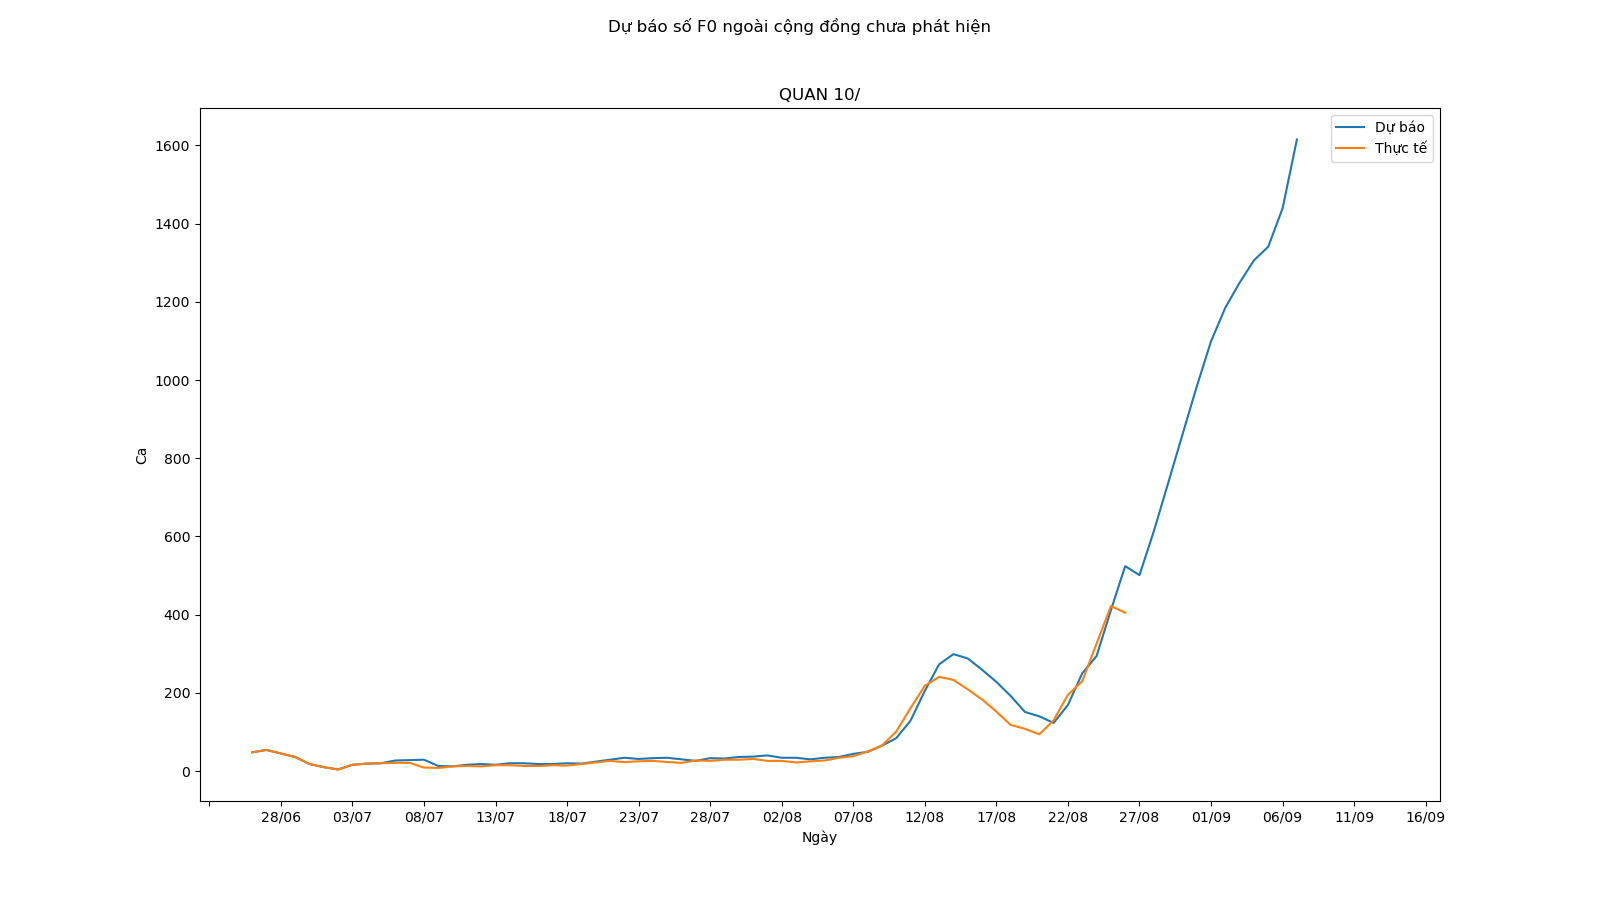 Dự báo số F0 ngoài cộng đồng chưa phát hiện
QUAN 10/
Dự báo
Thực tế
1600
1400
1200
1000
800
600
400
200
0
Ca
28/06 03/07 08/07 13/07 18/07 23/07 28/07 02/08 07/08 12/08 17/08 22/08 27/08 01/09 06/09 11/09 16/09
Ngày